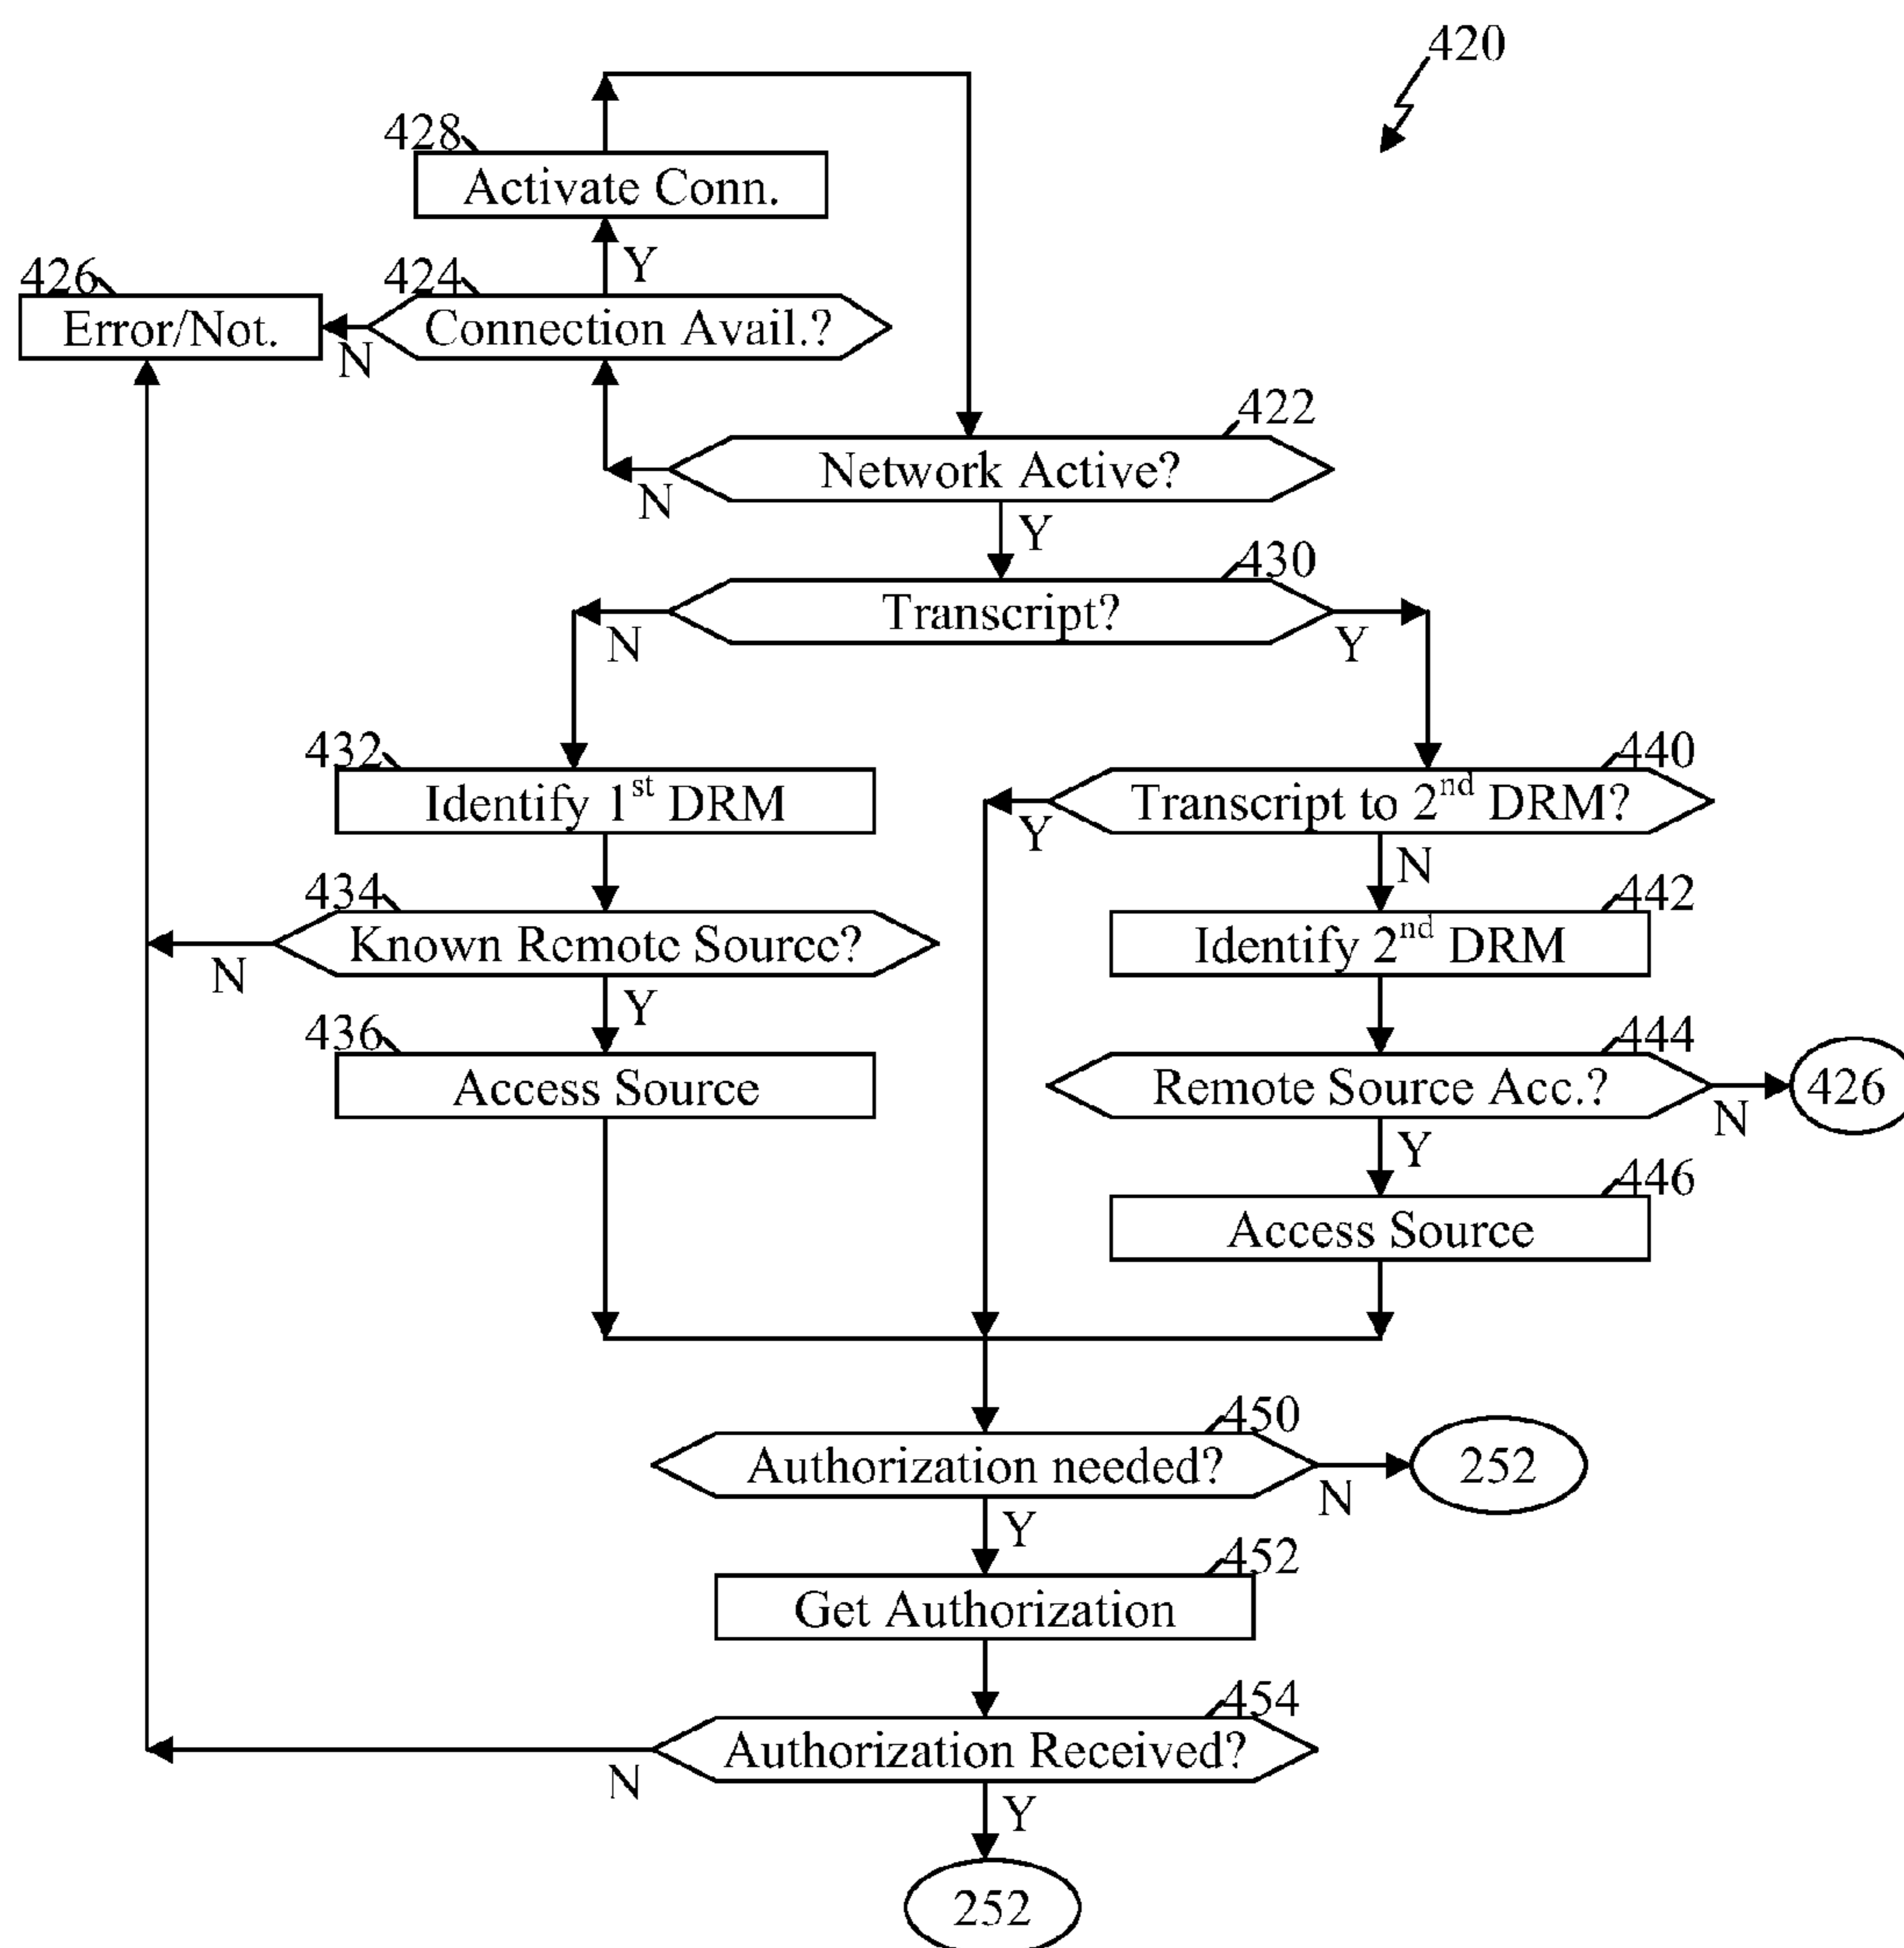 420
428
Activate Conn.
Y
426
424
Error/Not.
Connection Avail.?
N
422
Network Active?
N
Y
430
Transcript?
N
Y
432
440
Identify 1st DRM
Transcript to 2nd DRM?
Y
N
434
442
Known Remote Source?
Identify 2nd DRM
N
Y
436
444
Access Source
Remote Source Acc.?
426
N
Y
446
Access Source
450
Authorization needed?
252
N
Y
452
Get Authorization
454
Authorization Received?
N
Y
252